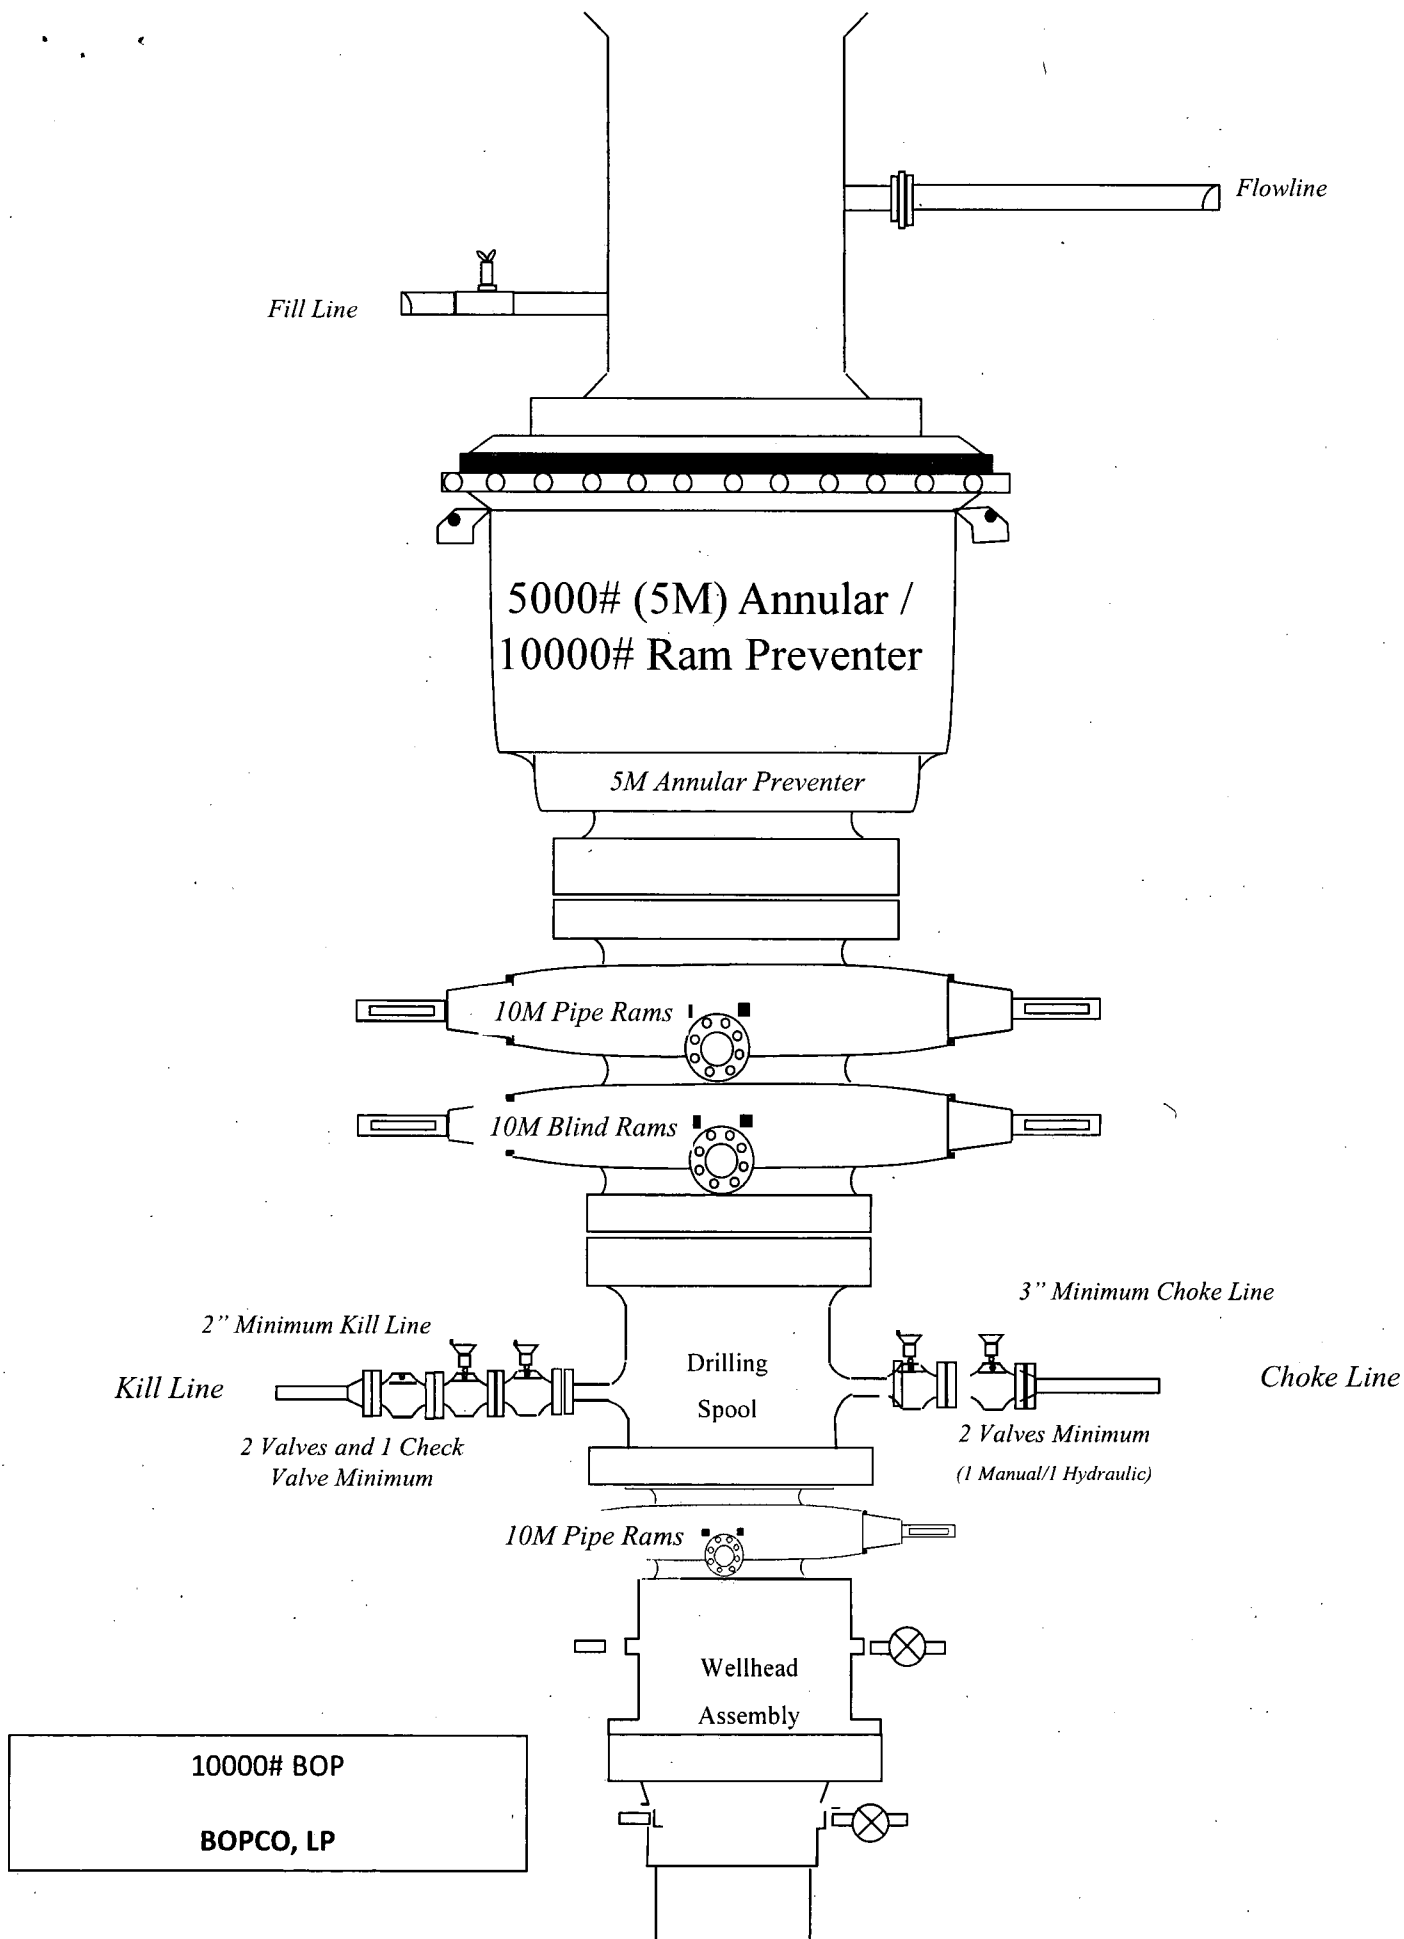 Flowline
Fill Line
5000# (5M) Annular /
10000# Ram Preventer
5M Annular Preventer
10M Pipe Rams
10M Blind Rams
3” Minimum Choke Line
2” Minimum Kill Line
Drilling
Spool
Kill Line
Choke Line
2 Valves and 1 Check
Valve Minimum
2 Valves Minimum
(1 Manual/1 Hydraulic)
10M Pipe Rams
Wellhead
Assembly
10000# BOP
BOPCO, LP